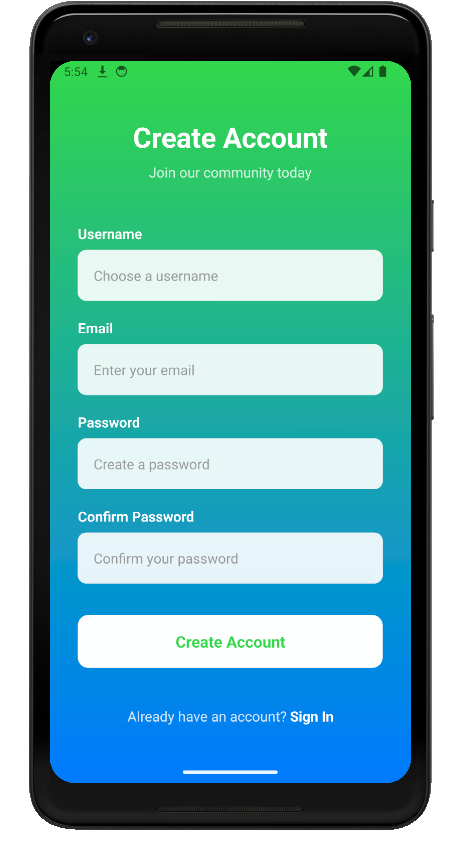 5:54
Create Account
Join our community today
Username
Choose a username
Email
Enter your email
Password
Create a password
Confirm Password
Confirm your password
Create Account
Already have an account? Sign In